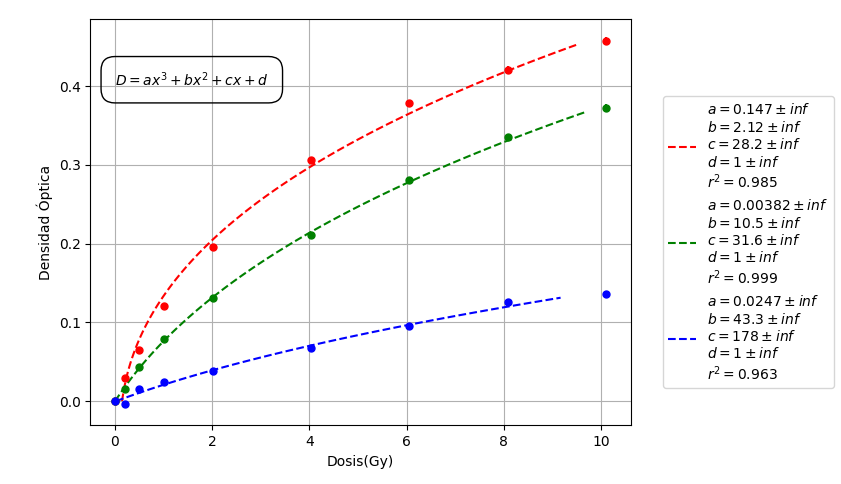 D = ax³ + bx² + cx + d
0.4
0.3
0.2
0.1
0.0
Densidad Óptica
0 2 4 6 8 10
Dosis(Gy)
a = 0.147 ± inf
b = 2.12 ± inf
c = 28.2 ± inf
d = 1 ± inf
r² = 0.985
a = 0.00382 ± inf
b = 10.5 ± inf
c = 31.6 ± inf
d = 1 ± inf
r² = 0.999
a = 0.0247 ± inf
b = 43.3 ± inf
c = 178 ± inf
d = 1 ± inf
r² = 0.963